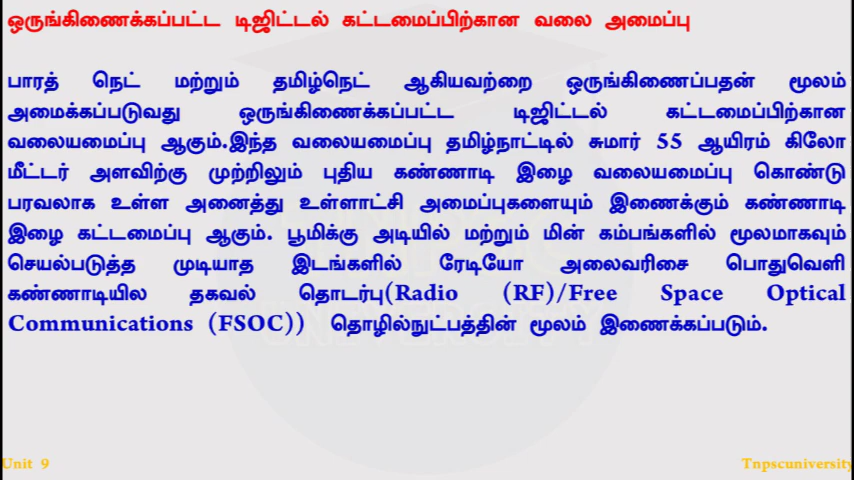 ஒருங்கிணைக்கப்பட்ட டிஜிட்டல் கட்டமைப்பிற்கான வலை அமைப்பு
பாரத் நெட் மற்றும் தமிழ்நெட் ஆகியவற்றை ஒருங்கிணைப்பதன் மூலம்
அமைக்கப்படுவது ஒருங்கிணைக்கப்பட்ட டிஜிட்டல் கட்டமைப்பிற்கான
வலையமைப்பு ஆகும்.இந்த வலையமைப்பு தமிழ்நாட்டில் சுமார் 55 ஆயிரம் கிலோ
மீட்டர் அளவிற்கு முற்றிலும் புதிய கண்ணாடி இழை வலையமைப்பு கொண்டு
பரவலாக உள்ள அனைத்து உள்ளாட்சி அமைப்புகளையும் இணைக்கும் கண்ணாடி
இழை கட்டமைப்பு ஆகும். பூமிக்கு அடியில் மற்றும் மின் கம்பங்களில் மூலமாகவும்
செயல்படுத்த முடியாத இடங்களில் ரேடியோ அலைவரிசை பொதுவெளி
கண்ணாடியில தகவல் தொடர்பு(Radio (RF)/Free Space Optical
Communications (FSOC)) தொழில்நுட்பத்தின் மூலம் இணைக்கப்படும்.
Unit 9
Tnpscuniversity